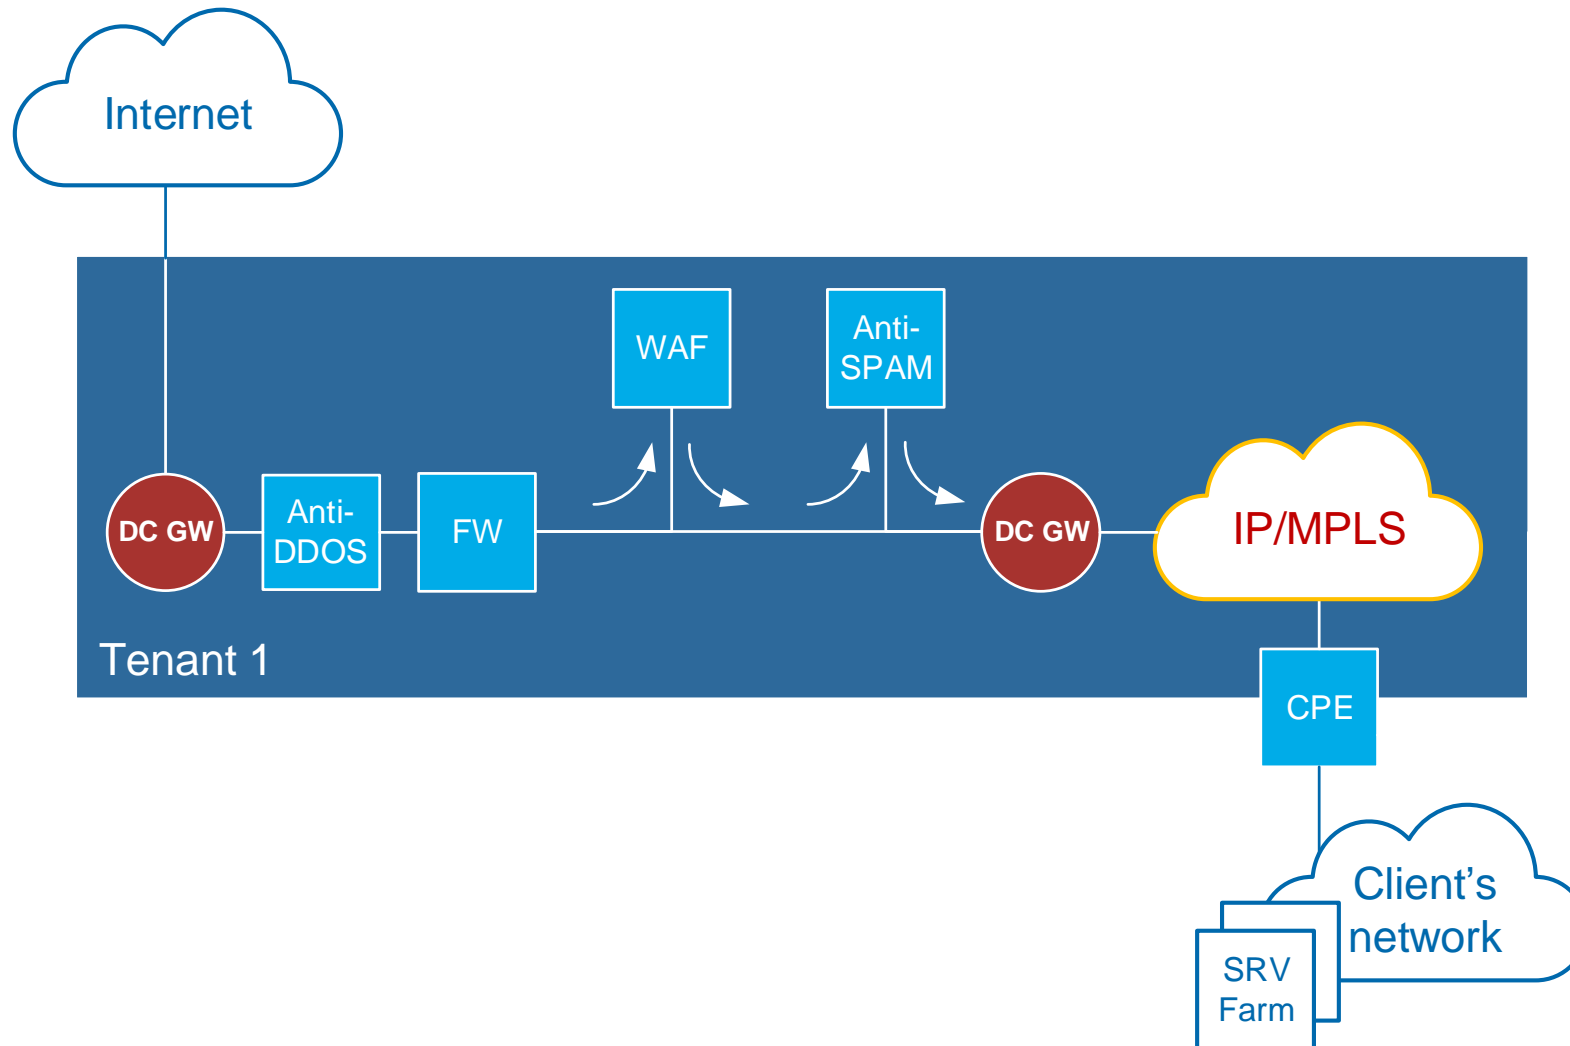 Internet
WAF
Anti-
SPAM
DC GW
Anti-
DDOS
FW
DC GW
IP/MPLS
Tenant 1
CPE
Client’s
network
SRV
Farm